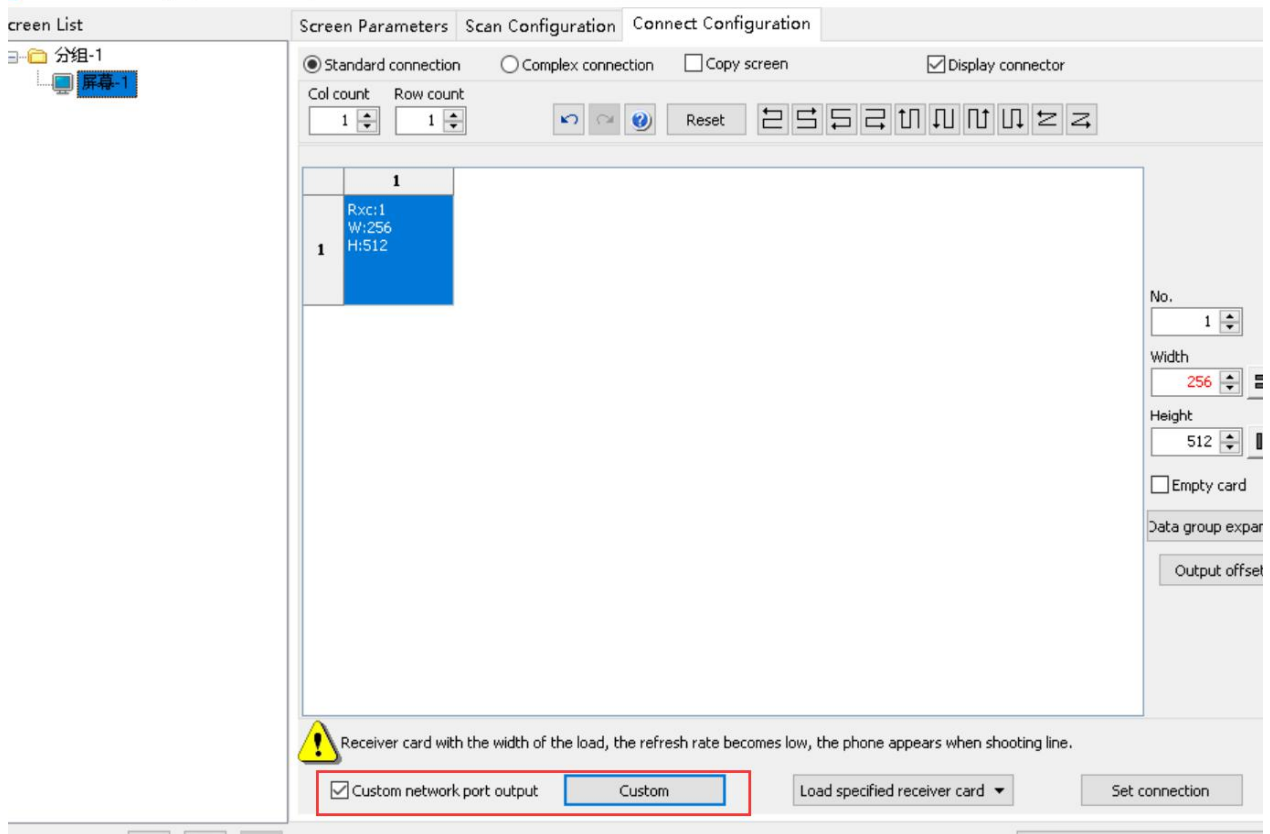 creen List
Screen Parameters Scan Configuration Connect Configuration
分组-1
屏幕-1
Standard connection Complex connection Copy screen Display connector
Col count Row count
1 1 Reset
1
1
Rxc:1
W:256
H:512
No.
1
Width
256
Height
512
Empty card
Data group expar
Output offset
Receiver card with the width of the load, the refresh rate becomes low, the phone appears when shooting line.
Custom network port output Custom Load specified receiver card Set connection